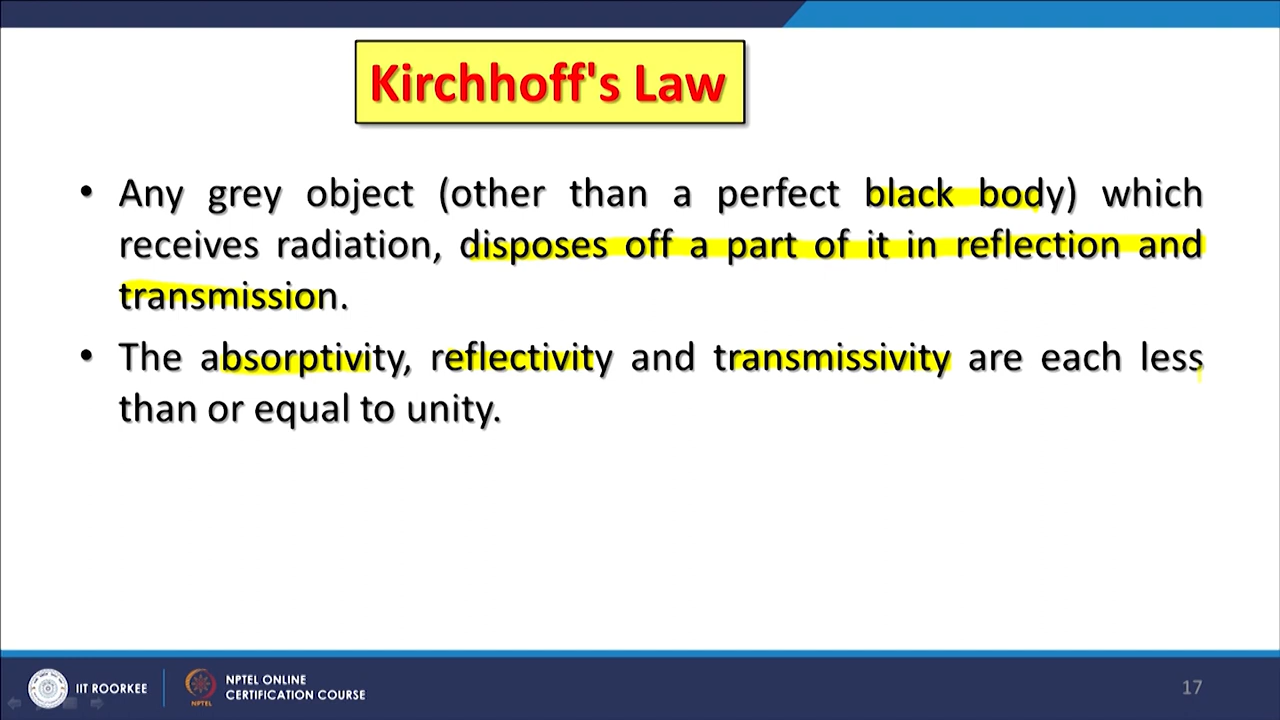 Kirchhoff's Law
• Any grey object (other than a perfect black body) which
receives radiation, disposes off a part of it in reflection and
transmission.
• The absorptivity, reflectivity and transmissivity are each less
than or equal to unity.
IIT ROORKEE
NPTEL
NPTEL ONLINE
CERTIFICATION COURSE
17